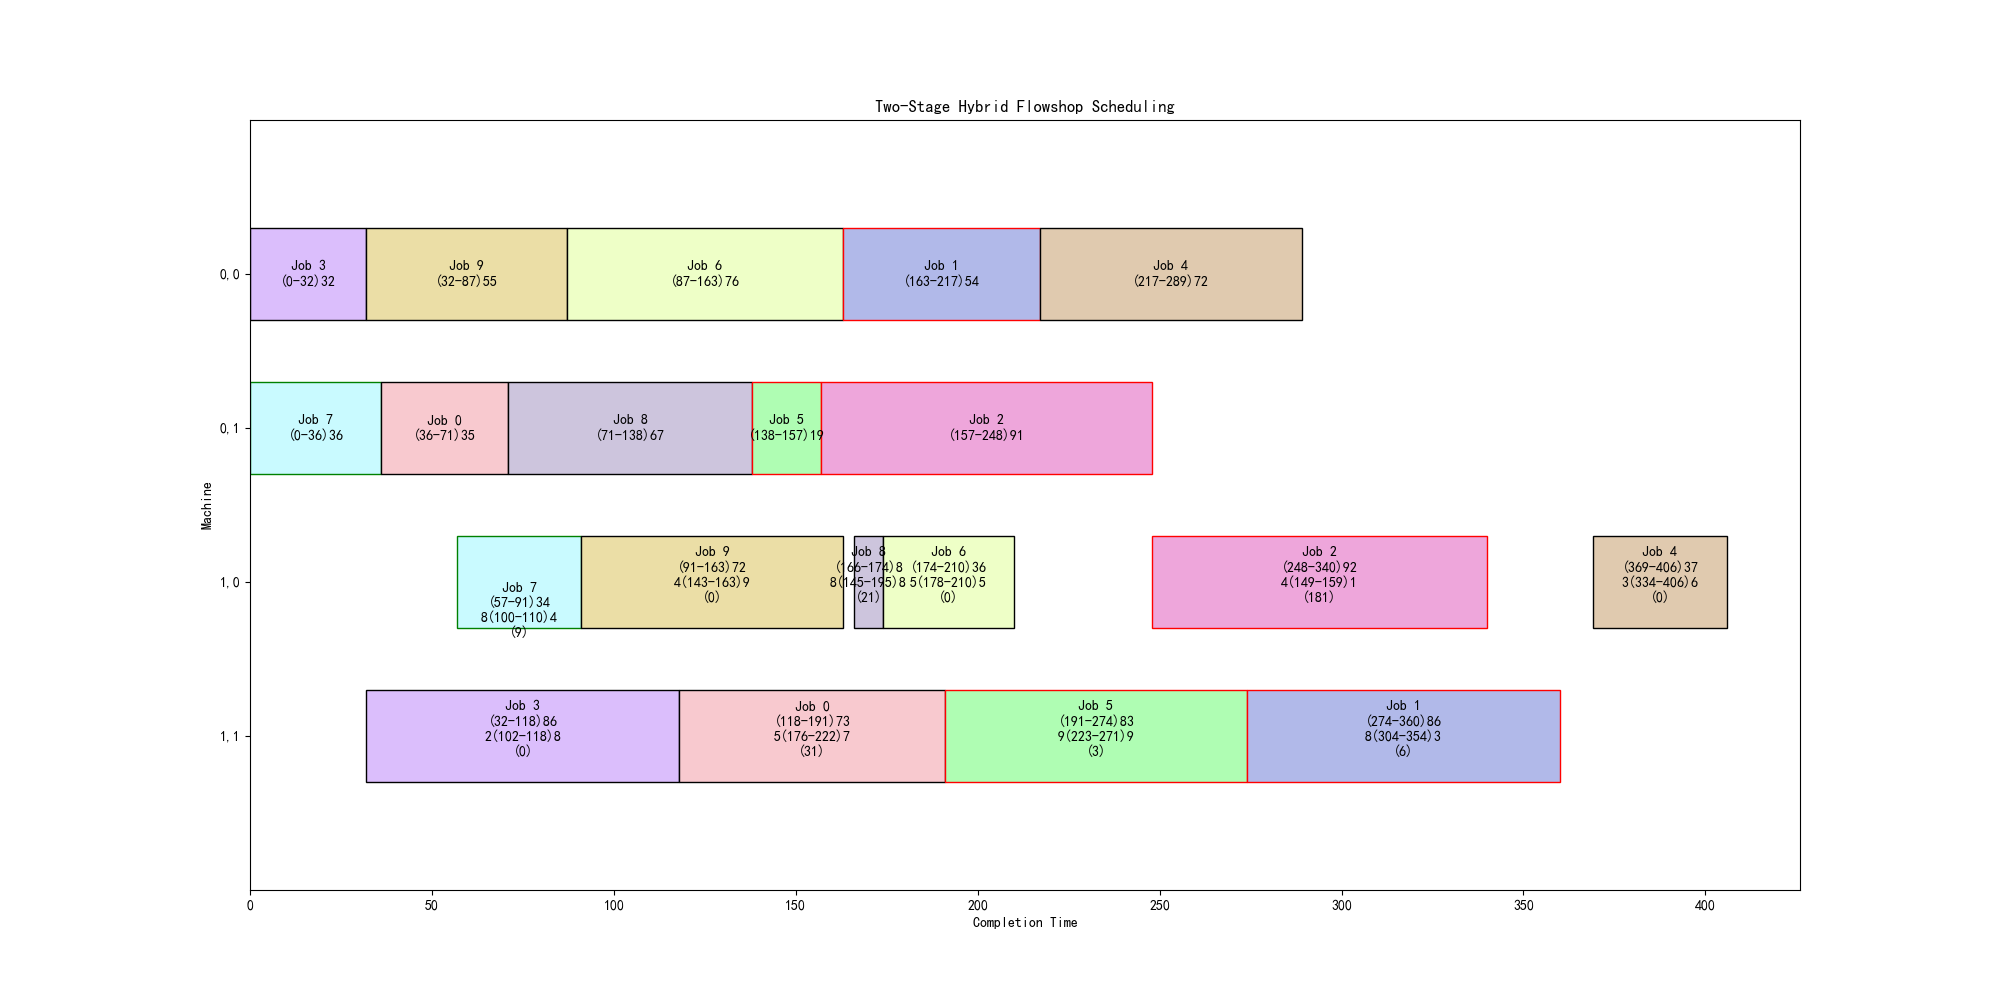 Two-Stage Hybrid Flowshop Scheduling
Machine
0,0
Job 3
(0-32)32
Job 9
(32-87)55
Job 6
(87-163)76
Job 1
(163-217)54
Job 4
(217-289)72
0,1
Job 7
(0-36)36
Job 0
(36-71)35
Job 8
(71-138)67
Job 5
(138-157)19
Job 2
(157-248)91
1,0
Job 7
(57-91)34
8(100-110)4
(9)
Job 9
(91-163)72
4(143-163)9
(0)
Job 8
(166-174)8
8(145-195)8
(21)
Job 6
(174-210)36
5(178-210)5
(0)
Job 2
(248-340)92
4(149-159)1
(181)
Job 4
(369-406)37
3(334-406)6
(0)
1,1
Job 3
(32-118)86
2(102-118)8
(0)
Job 0
(118-191)73
5(176-222)7
(31)
Job 5
(191-274)83
9(223-271)9
(3)
Job 1
(274-360)86
8(304-354)3
(6)
0 50 100 150 200 250 300 350 400
Completion Time